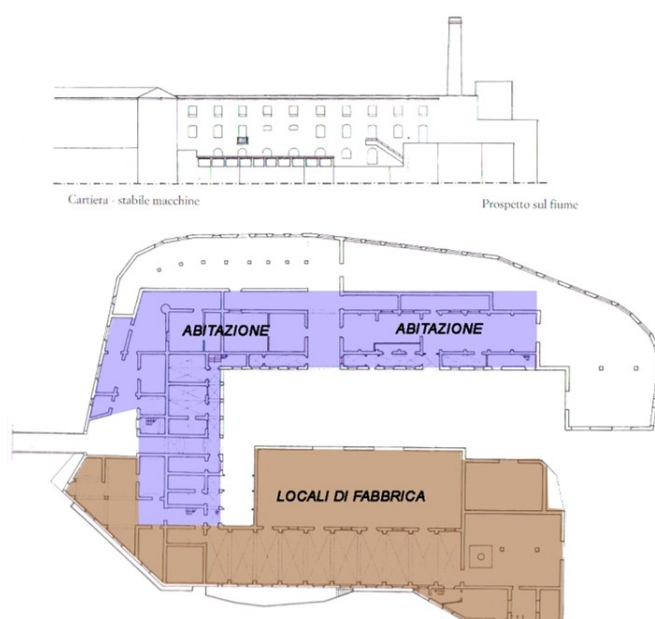 Cartiera - stabile macchine
Prospetto sul fiume
ABITAZIONE
ABITAZIONE
LOCALI DI FABBRICA